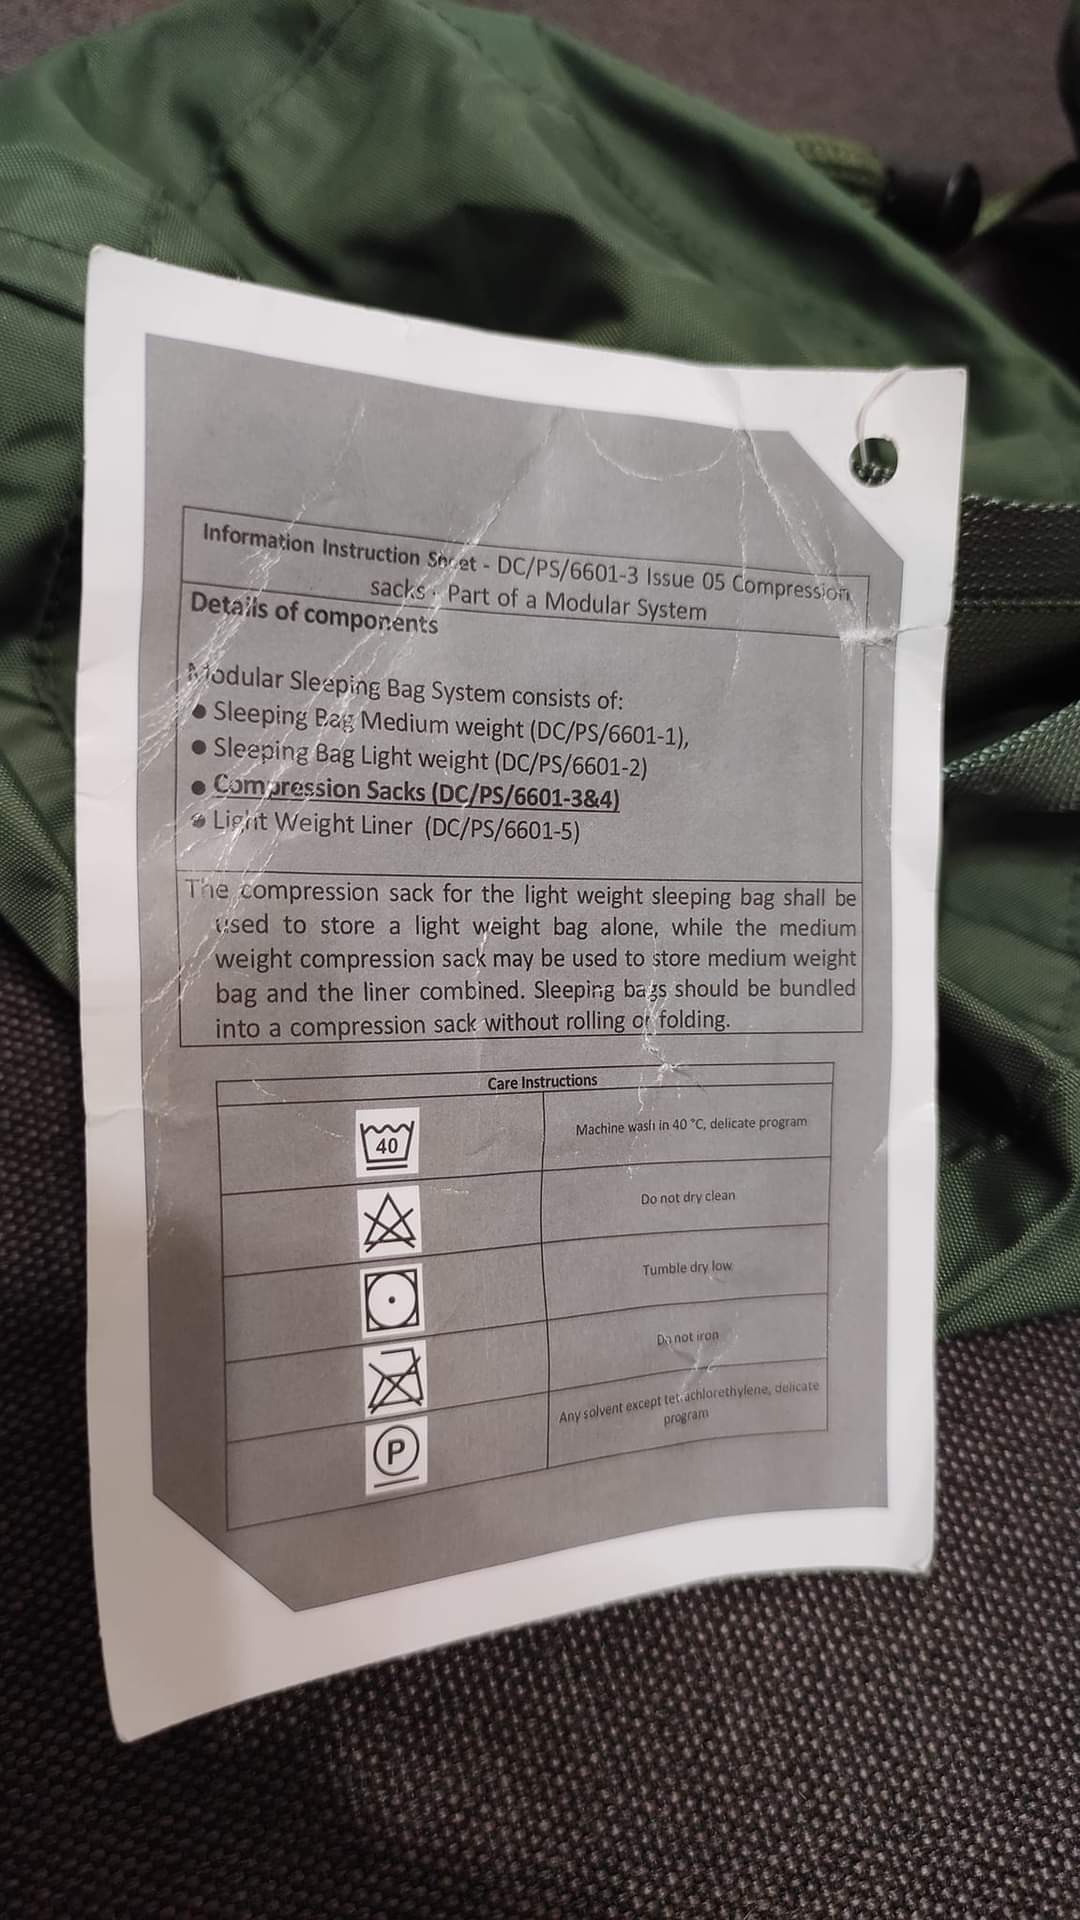 Information Instruction Sheet - DC/PS/6601-3 Issue 05 Compression
sacks - Part of a Modular System
Details of components
Modular Sleeping Bag System consists of:
● Sleeping Bag Medium weight (DC/PS/6601-1),
● Sleeping Bag Light weight (DC/PS/6601-2)
● Compression Sacks (DC/PS/6601-3&4)
● Light Weight Liner (DC/PS/6601-5)
The compression sack for the light weight sleeping bag shall be
used to store a light weight bag alone, while the medium
weight compression sack may be used to store medium weight
bag and the liner combined. Sleeping bags should be bundled
into a compression sack without rolling or folding.
Care Instructions
40
Machine wash in 40 °C, delicate program
Do not dry clean
Tumble dry low
Do not iron
Any solvent except tetrachlorethylene, delicate
program
P